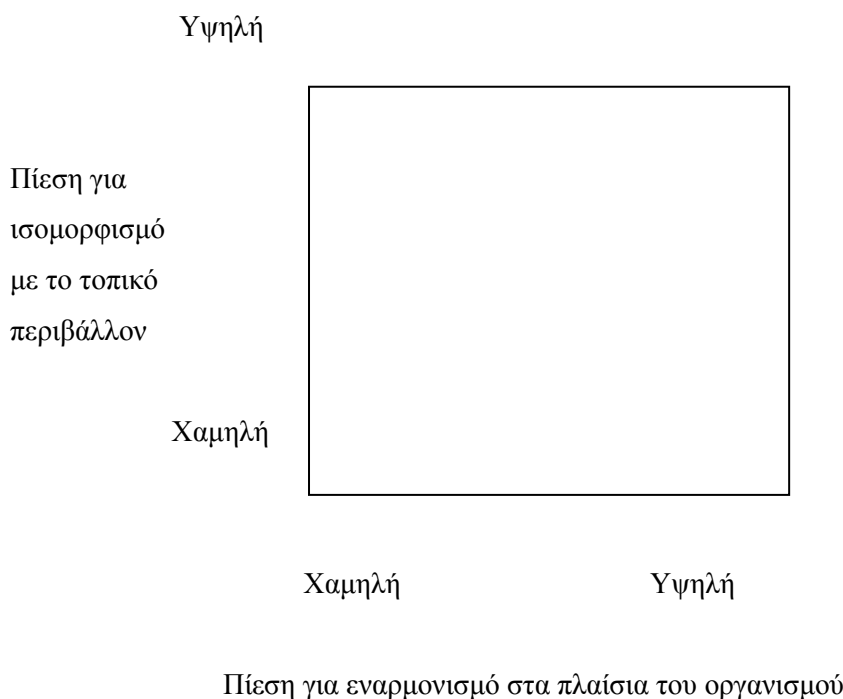 Υψηλή
Πίεση για
ισομορφισμό
με το τοπικό
περιβάλλον
Χαμηλή
Χαμηλή Υψηλή
Πίεση για εναρμονισμό στα πλαίσια του οργανισμού